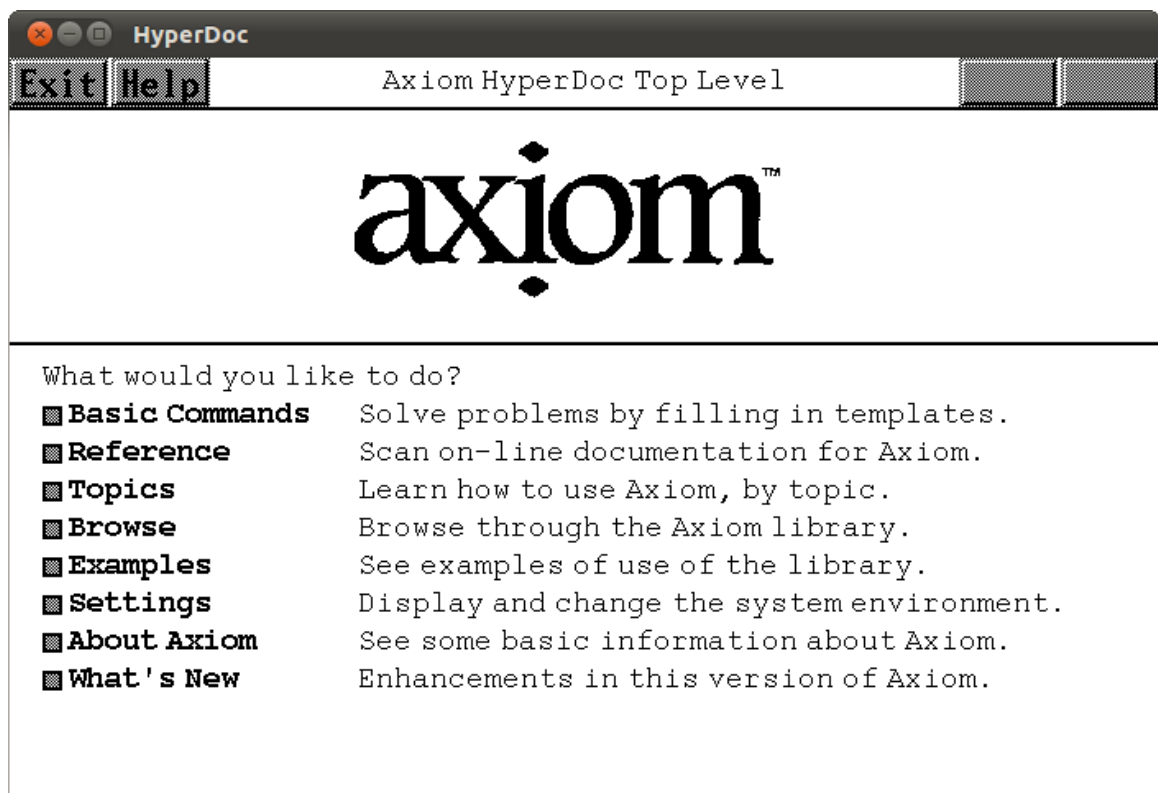 HyperDoc
Exit Help Axiom HyperDoc Top Level
axiom™
What would you like to do?
Basic Commands Solve problems by filling in templates.
Reference Scan on-line documentation for Axiom.
Topics Learn how to use Axiom, by topic.
Browse Browse through the Axiom library.
Examples See examples of use of the library.
Settings Display and change the system environment.
About Axiom See some basic information about Axiom.
What's New Enhancements in this version of Axiom.